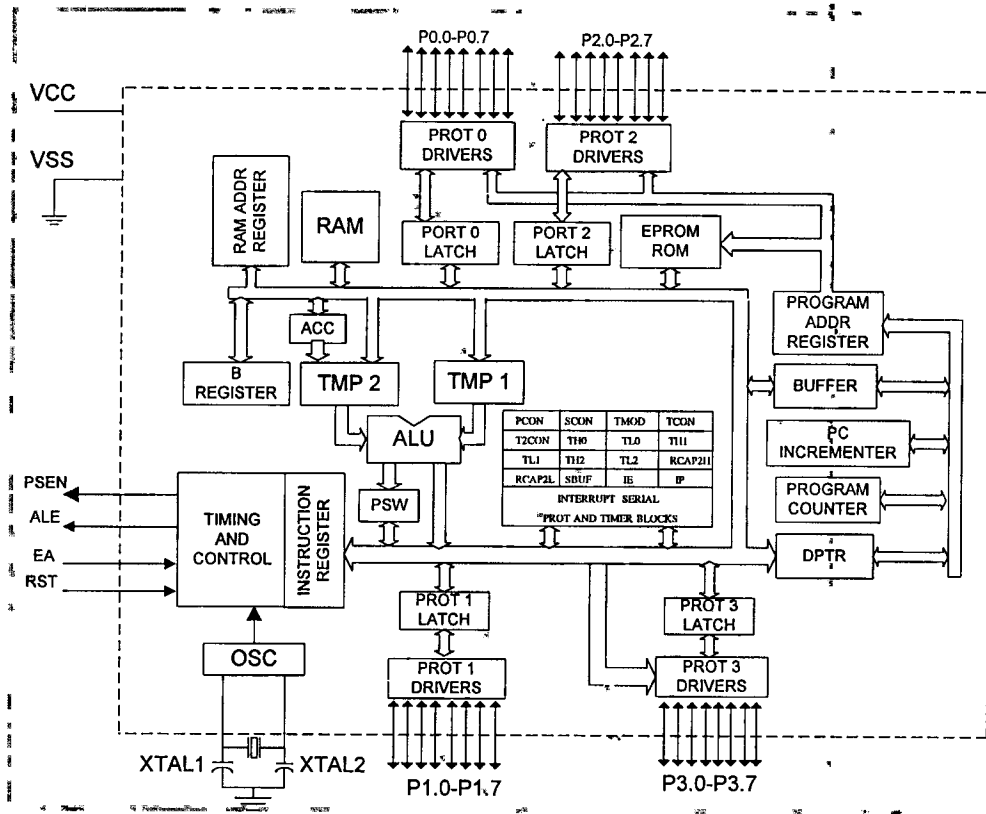 P0.0-P0.7
P2.0-P2.7
VCC
VSS
PROT 0
DRIVERS
PROT 2
DRIVERS
RAM ADDR
REGISTER
RAM
PORT 0
LATCH
PORT 2
LATCH
EPROM
ROM
PROGRAM
ADDR
REGISTER
ACC
B
REGISTER
TMP 2
TMP 1
BUFFER
ALU
PCON SCON TMOD TCON
T2CON TH0 TL0 TH1
TL1 TH2 TL2 RCAP2H
RCAP2L SBUF IE IP
INTERRUPT SERIAL
PROT AND TIMER BLOCKS
PC
INCREMENTER
PROGRAM
COUNTER
PSEN
ALE
EA
RST
TIMING
AND
CONTROL
INSTRUCTION
REGISTER
PSW
DPTR
PROT 1
LATCH
PROT 3
LATCH
OSC
PROT 1
DRIVERS
PROT 3
DRIVERS
XTAL1
XTAL2
P1.0-P1.7
P3.0-P3.7